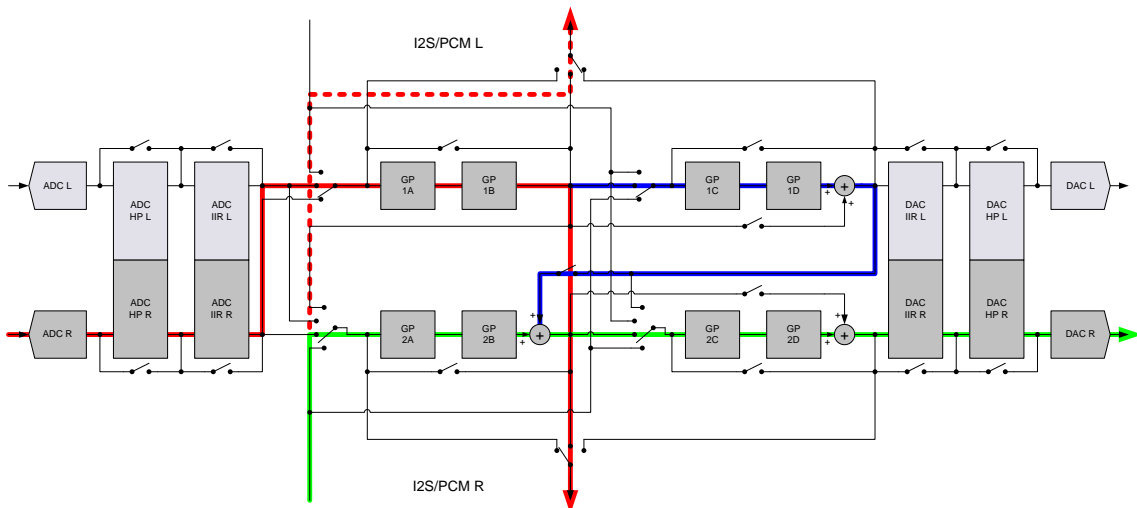 I2S/PCM L
ADC L
ADC
HP L
ADC
IIR L
GP
1A
GP
1B
GP
1C
GP
1D
+
+
+
DAC
IIR L
DAC
HP L
DAC L
ADC R
ADC
HP R
ADC
IIR R
GP
2A
GP
2B
+
+
+
GP
2C
GP
2D
+
+
+
DAC
IIR R
DAC
HP R
DAC R
I2S/PCM R